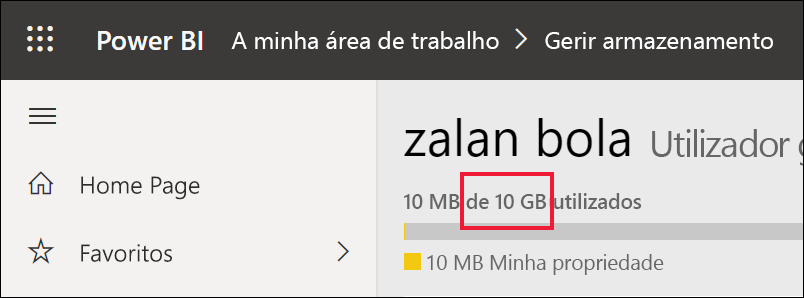 Power BI A minha área de trabalho > Gerir armazenamento
Home Page
Favoritos
zalan bola Utilizador
10 MB de 10 GB utilizados
10 MB Minha propriedade